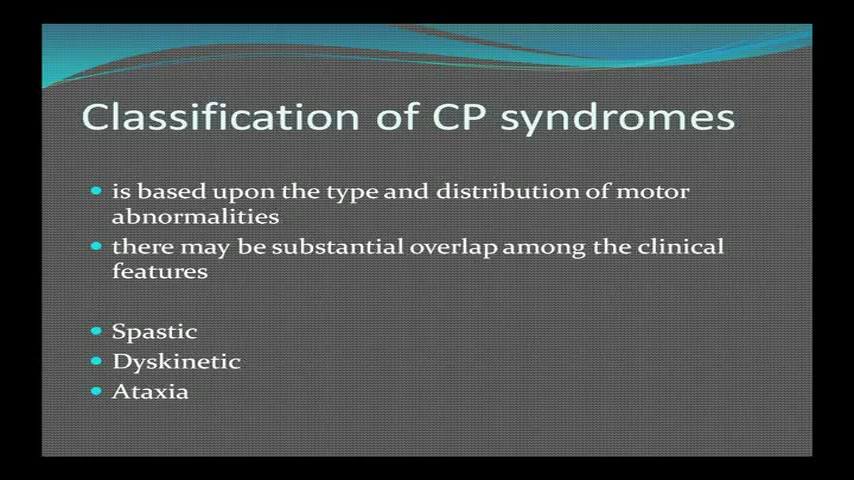 Classification of CP syndromes
is based upon the type and distribution of motor
abnormalities
there may be substantial overlap among the clinical
features
Spastic
Dyskinetic
Ataxia